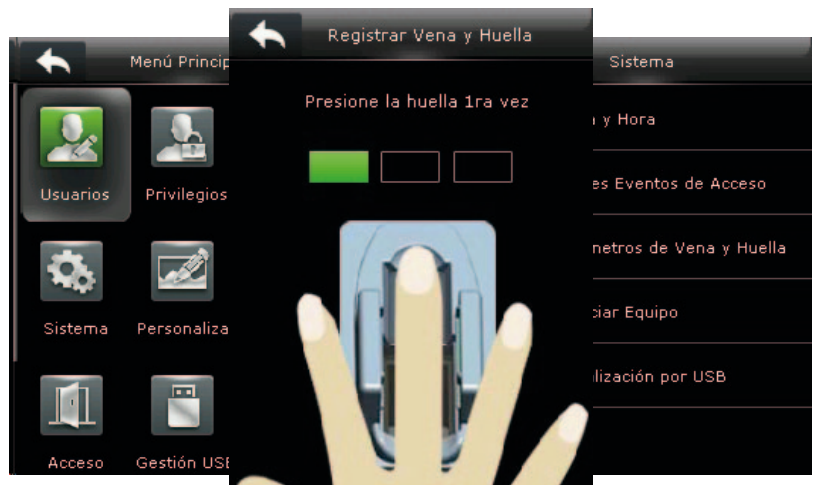 Menú Princip
Usuarios
Privilegios
Sistema
Personaliza
Acceso
Gestión USB
Registrar Vena y Huella
Presione la huella 1ra vez
Sistema
y Hora
es Eventos de Acceso
metros de Vena y Huella
ciar Equipo
lización por USB